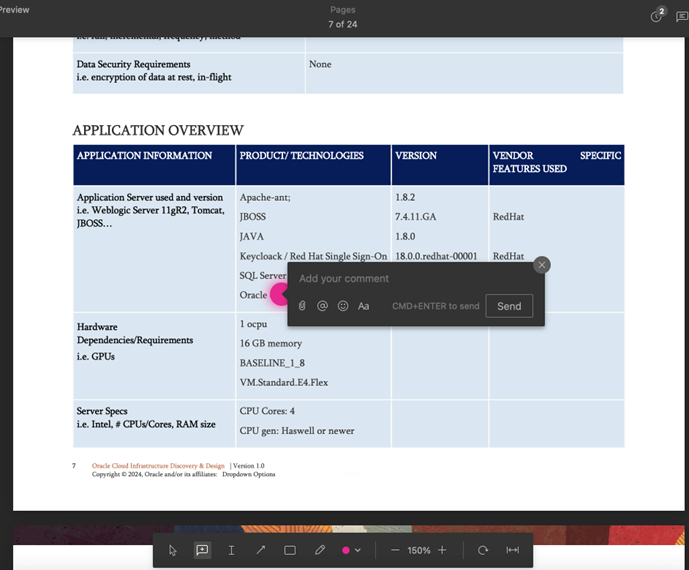 Preview
Pages
7 of 24
2
i.e. full, incremental, frequency, method
Data Security Requirements
i.e. encryption of data at rest, in-flight
None
APPLICATION OVERVIEW
APPLICATION INFORMATION
PRODUCT/ TECHNOLOGIES
VERSION
VENDOR SPECIFIC
FEATURES USED
Application Server used and version
i.e. Weblogic Server 11gR2, Tomcat,
JBOSS…
Apache-ant; 1.8.2
JBOSS 7.4.11.GA RedHat
JAVA 1.8.0
Keycloack / Red Hat Single Sign-On 18.0.0.redhat-00001 RedHat
SQL Server
Oracle
Add your comment
Aa CMD+ENTER to send Send
Hardware
Dependencies/Requirements
i.e. GPUs
1 ocpu
16 GB memory
BASELINE_1_8
VM.Standard.E4.Flex
Server Specs
i.e. Intel, # CPUs/Cores, RAM size
CPU Cores: 4
CPU gen: Haswell or newer
7 Oracle Cloud Infrastructure Discovery & Design | Version 1.0
Copyright © 2024, Oracle and/or its affiliates: Dropdown Options
150%